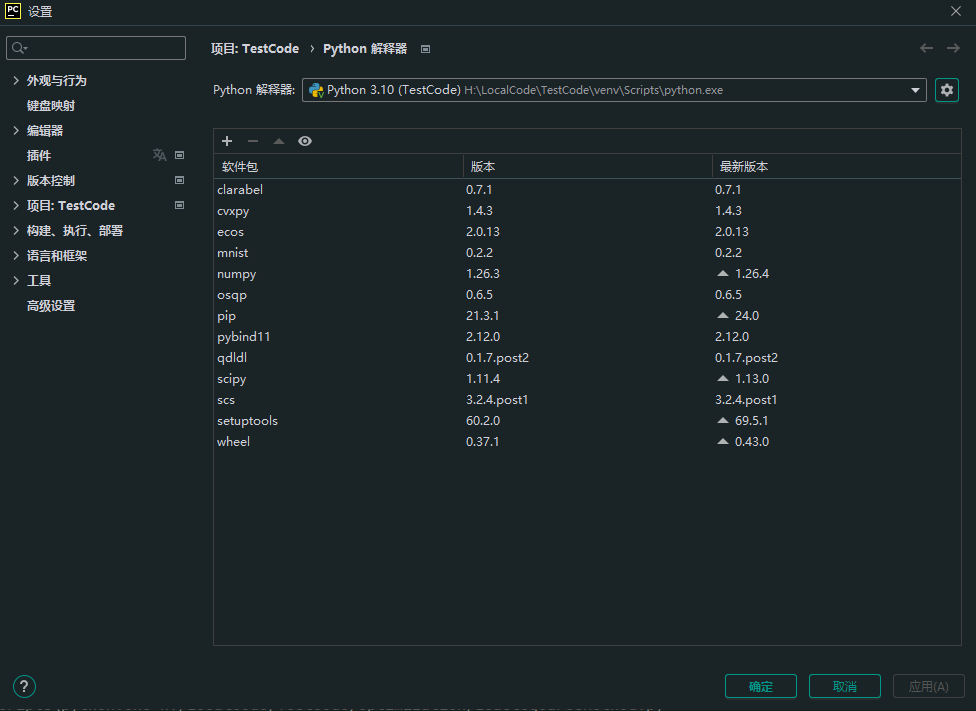 PC 设置
项目: TestCode › Python 解释器
Python 解释器: Python 3.10 (TestCode) H:\LocalCode\TestCode\venv\Scripts\python.exe
外观与行为
键盘映射
编辑器
插件
版本控制
项目: TestCode
构建、执行、部署
语言和框架
工具
高级设置
软件包 版本 最新版本
clarabel 0.7.1 0.7.1
cvxpy 1.4.3 1.4.3
ecos 2.0.13 2.0.13
mnist 0.2.2 0.2.2
numpy 1.26.3 1.26.4
osqp 0.6.5 0.6.5
pip 21.3.1 24.0
pybind11 2.12.0 2.12.0
qdldl 0.1.7.post2 0.1.7.post2
scipy 1.11.4 1.13.0
scs 3.2.4.post1 3.2.4.post1
setuptools 60.2.0 69.5.1
wheel 0.37.1 0.43.0
? 确定 取消 应用(A)